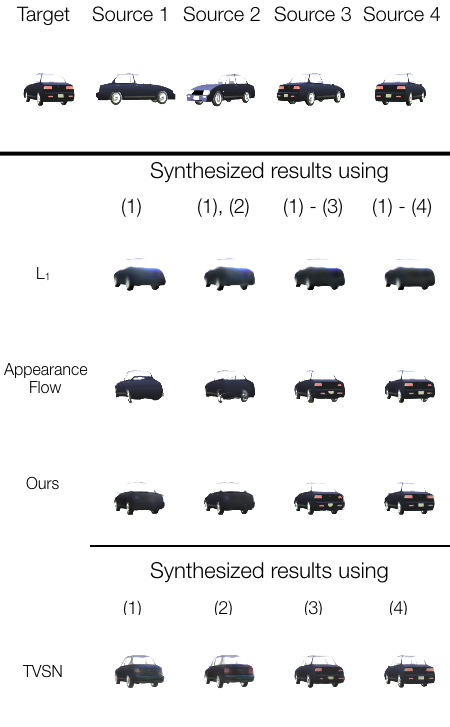 Target Source 1 Source 2 Source 3 Source 4
Synthesized results using
(1) (1), (2) (1) - (3) (1) - (4)
L₁
Appearance
Flow
Ours
Synthesized results using
(1) (2) (3) (4)
TVSN